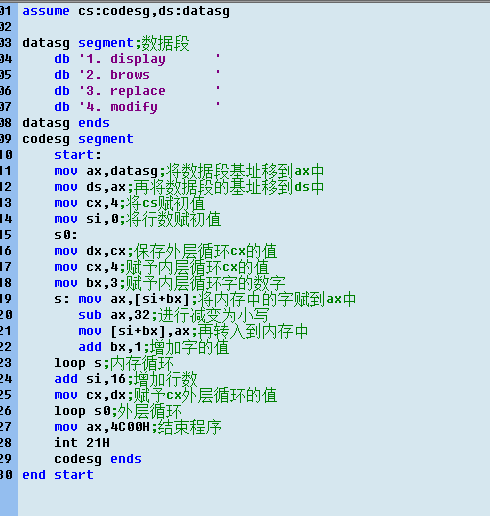 01 assume cs:codesg,ds:datasg
02
03 datasg segment;数据段
04     db '1. display      '
05     db '2. brows        '
06     db '3. replace      '
07     db '4. modify       '
08 datasg ends
09 codesg segment
10     start:
11     mov ax,datasg;将数据段基址移到ax中
12     mov ds,ax;再将数据段的基址移到ds中
13     mov cx,4;将cs赋初值
14     mov si,0;将行数赋初值
15     s0:
16     mov dx,cx;保存外层循环cx的值
17     mov cx,4;赋予内层循环cx的值
18     mov bx,3;赋予内层循环字的数字
19     s: mov ax,[si+bx];将内存中的字赋到ax中
20        sub ax,32;进行减变为小写
21        mov [si+bx],ax;再转入到内存中
22        add bx,1;增加字的值
23     loop s;内存循环
24     add si,16;增加行数
25     mov cx,dx;赋予cx外层循环的值
26     loop s0;外层循环
27     mov ax,4C00H;结束程序
28     int 21H
29     codesg ends
30 end start